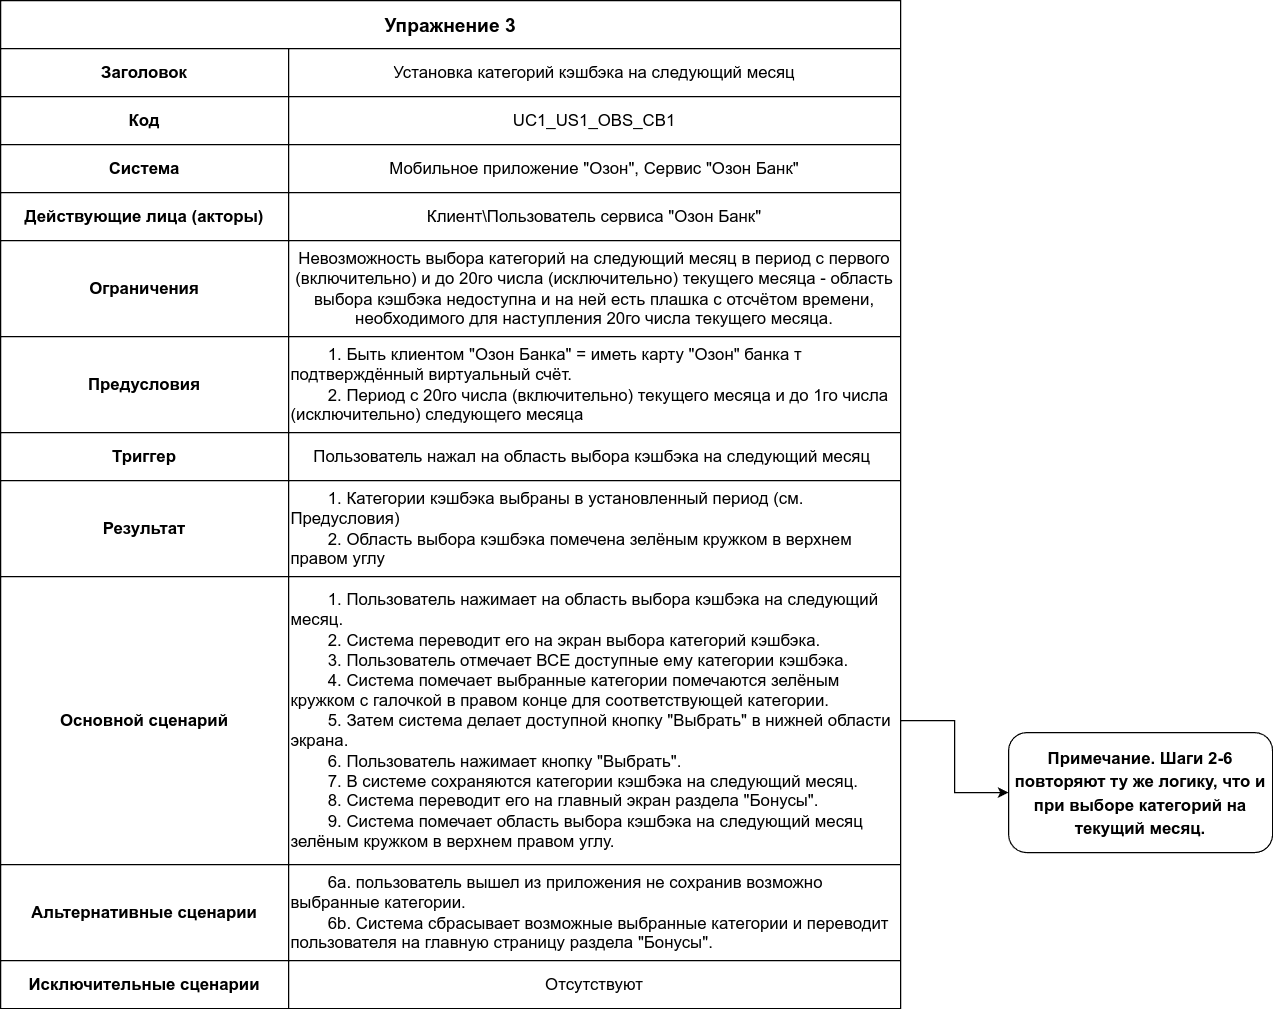 Упражнение 3
Заголовок
Установка категорий кэшбэка на следующий месяц
Код
UC1_US1_OBS_CB1
Система
Мобильное приложение "Озон", Сервис "Озон Банк"
Действующие лица (акторы)
Клиент\Пользователь сервиса "Озон Банк"
Ограничения
Невозможность выбора категорий на следующий месяц в период с первого
(включительно) и до 20го числа (исключительно) текущего месяца - область
выбора кэшбэка недоступна и на ней есть плашка с отсчётом времени,
необходимого для наступления 20го числа текущего месяца.
Предусловия
1. Быть клиентом "Озон Банка" = иметь карту "Озон" банка т
подтверждённый виртуальный счёт.
2. Период с 20го числа (включительно) текущего месяца и до 1го числа
(исключительно) следующего месяца
Триггер
Пользователь нажал на область выбора кэшбэка на следующий месяц
Результат
1. Категории кэшбэка выбраны в установленный период (см.
Предусловия)
2. Область выбора кэшбэка помечена зелёным кружком в верхнем
правом углу
Основной сценарий
1. Пользователь нажимает на область выбора кэшбэка на следующий
месяц.
2. Система переводит его на экран выбора категорий кэшбэка.
3. Пользователь отмечает ВСЕ доступные ему категории кэшбэка.
4. Система помечает выбранные категории помечаются зелёным
кружком с галочкой в правом конце для соответствующей категории.
5. Затем система делает доступной кнопку "Выбрать" в нижней области
экрана.
6. Пользователь нажимает кнопку "Выбрать".
7. В системе сохраняются категории кэшбэка на следующий месяц.
8. Система переводит его на главный экран раздела "Бонусы".
9. Система помечает область выбора кэшбэка на следующий месяц
зелёным кружком в верхнем правом углу.
Примечание. Шаги 2-6
повторяют ту же логику, что и
при выборе категорий на
текущий месяц.
Альтернативные сценарии
6a. пользователь вышел из приложения не сохранив возможно
выбранные категории.
6b. Система сбрасывает возможные выбранные категории и переводит
пользователя на главную страницу раздела "Бонусы".
Исключительные сценарии
Отсутствуют